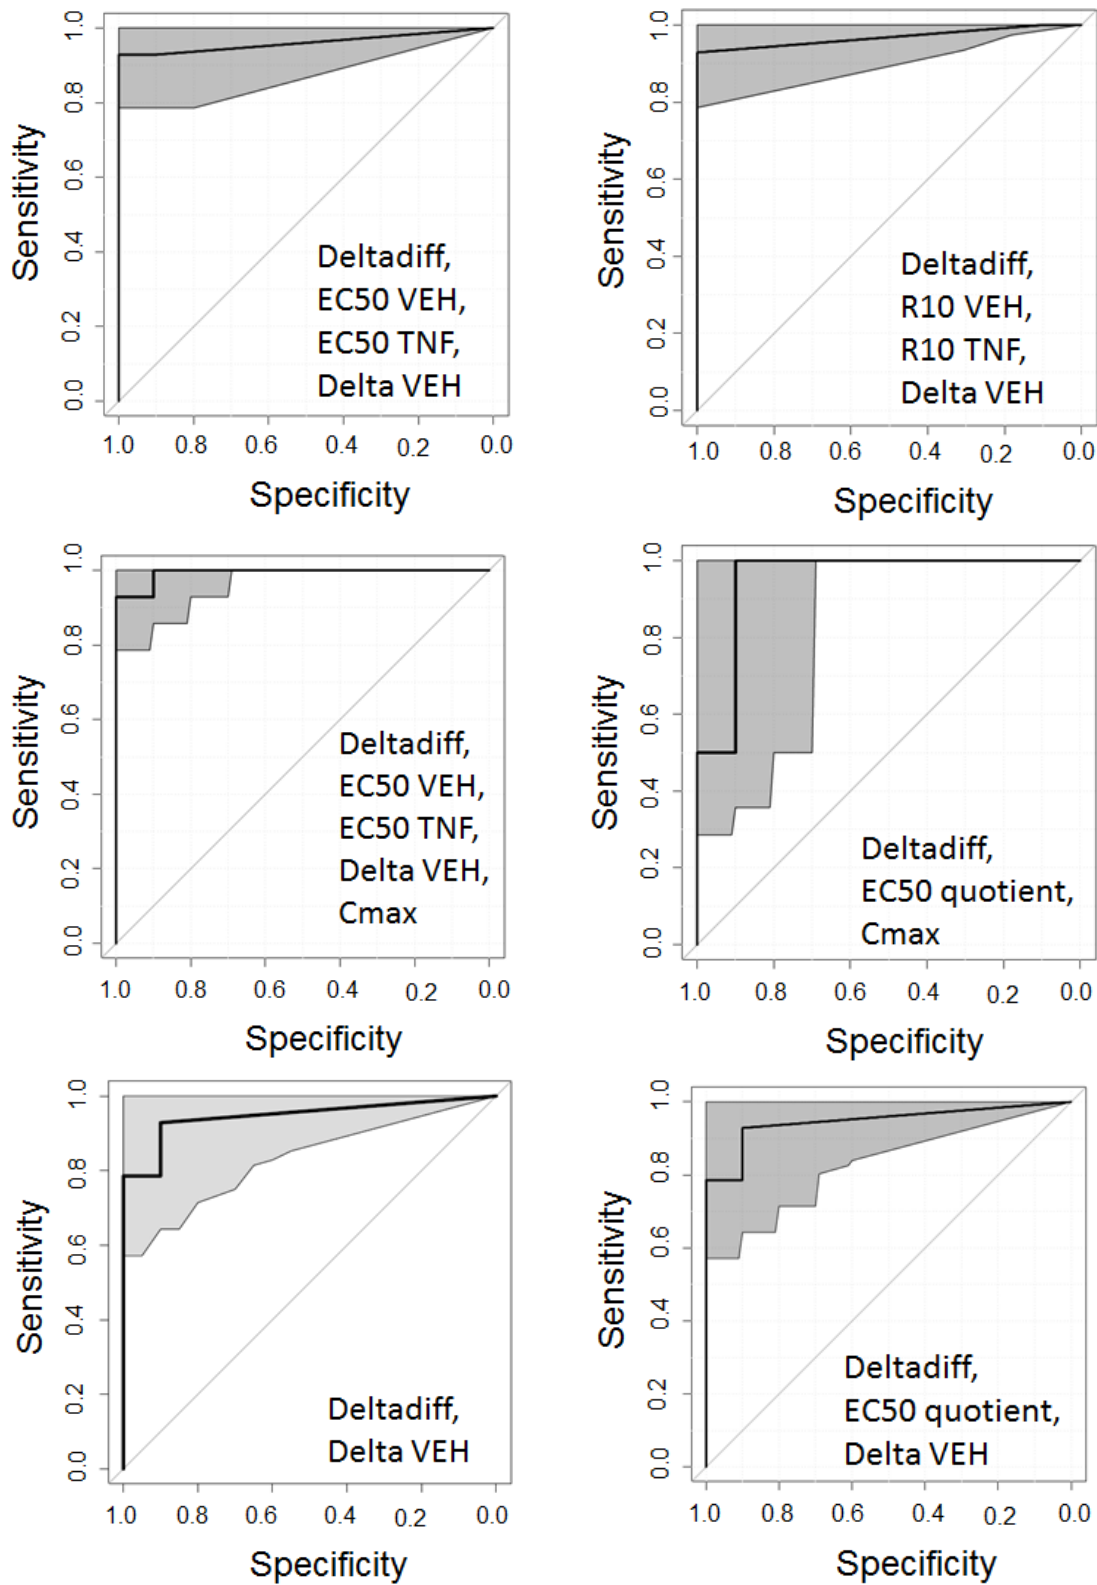 1.0
0.8
0.6
0.4
0.2
0.0
Sensitivity
Deltadiff,
EC50 VEH,
EC50 TNF,
Delta VEH
1.0 0.8 0.6 0.4 0.2 0.0
Specificity
1.0
0.8
0.6
0.4
0.2
0.0
Sensitivity
Deltadiff,
R10 VEH,
R10 TNF,
Delta VEH
1.0 0.8 0.6 0.4 0.2 0.0
Specificity
1.0
0.8
0.6
0.4
0.2
0.0
Sensitivity
Deltadiff,
EC50 VEH,
EC50 TNF,
Delta VEH,
Cmax
1.0 0.8 0.6 0.4 0.2 0.0
Specificity
1.0
0.8
0.6
0.4
0.2
0.0
Sensitivity
Deltadiff,
EC50 quotient,
Cmax
1.0 0.8 0.6 0.4 0.2 0.0
Specificity
1.0
0.8
0.6
0.4
0.2
0.0
Sensitivity
Deltadiff,
Delta VEH
1.0 0.8 0.6 0.4 0.2 0.0
Specificity
1.0
0.8
0.6
0.4
0.2
0.0
Sensitivity
Deltadiff,
EC50 quotient,
Delta VEH
1.0 0.8 0.6 0.4 0.2 0.0
Specificity